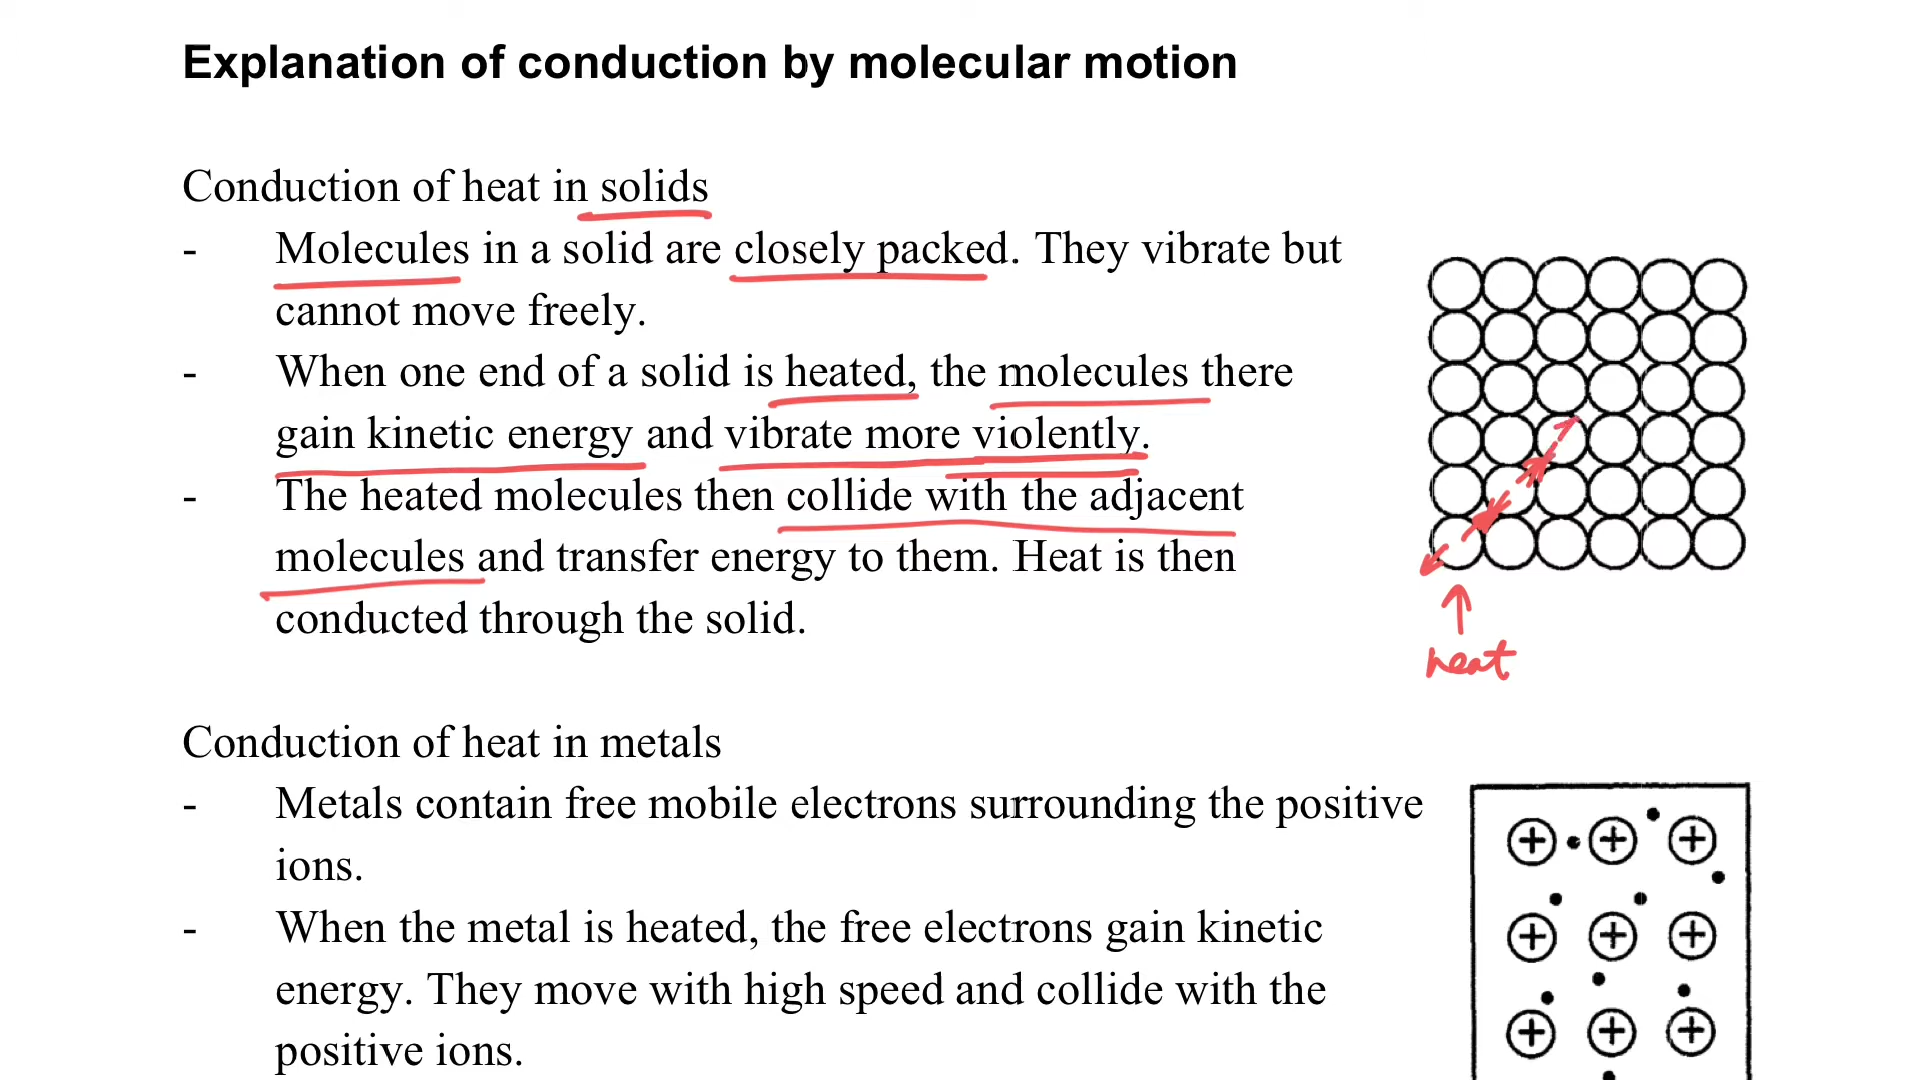 Explanation of conduction by molecular motion
Conduction of heat in solids
- Molecules in a solid are closely packed. They vibrate but
cannot move freely.
- When one end of a solid is heated, the molecules there
gain kinetic energy and vibrate more violently.
- The heated molecules then collide with the adjacent
molecules and transfer energy to them. Heat is then
conducted through the solid.
heat
Conduction of heat in metals
- Metals contain free mobile electrons surrounding the positive
ions.
- When the metal is heated, the free electrons gain kinetic
energy. They move with high speed and collide with the
positive ions.
+ + +
+ + +
+ + +